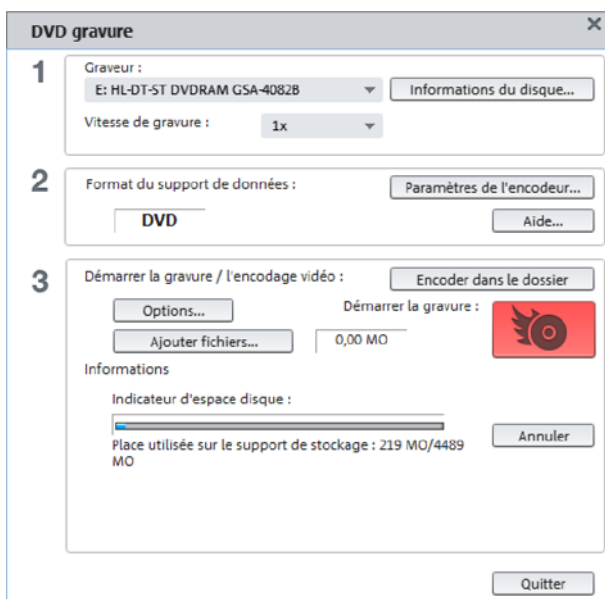 DVD gravure
1
Graveur :
E: HL-DT-ST DVDRAM GSA-4082B
Informations du disque...
Vitesse de gravure :
1x
2
Format du support de données :
Paramètres de l'encodeur...
DVD
Aide...
3
Démarrer la gravure / l'encodage vidéo :
Encoder dans le dossier
Options...
Démarrer la gravure :
Ajouter fichiers...
0,00 MO
Informations
Indicateur d'espace disque :
Place utilisée sur le support de stockage : 219 MO/4489
MO
Annuler
Quitter